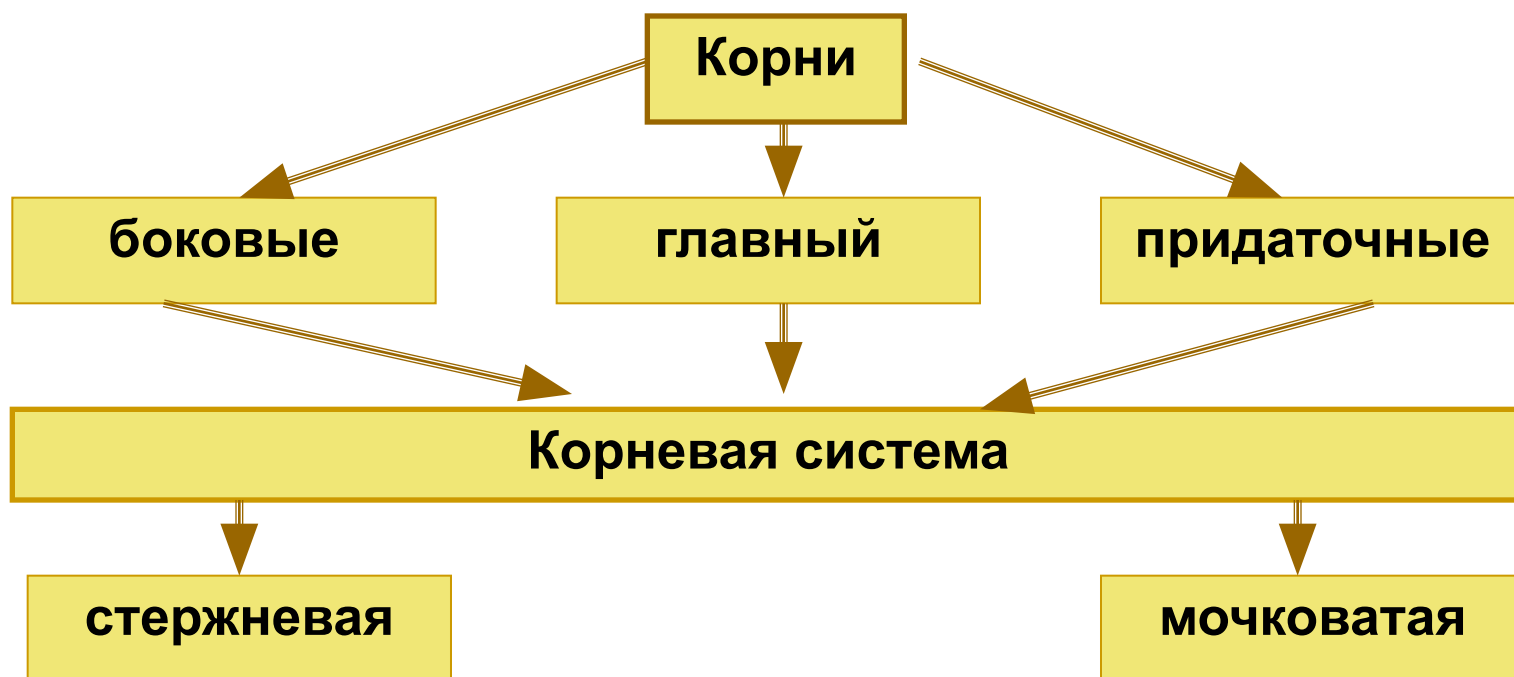 Корни
боковые
главный
придаточные
Корневая система
стержневая
мочковатая